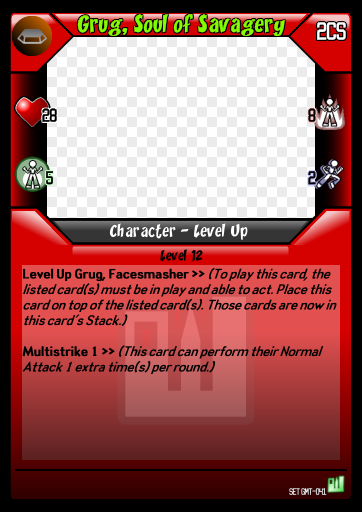 Grug, Soul of Savagery
2CS
28
8
5
2
Character - Level Up
Level 12
Level Up Grug, Facesmasher >> (To play this card, the
listed card(s) must be in play and able to act. Place this
card on top of the listed card(s). Those cards are now in
this card's Stack.)
Multistrike 1 >> (This card can perform their Normal
Attack 1 extra time(s) per round.)
SET GMT-041